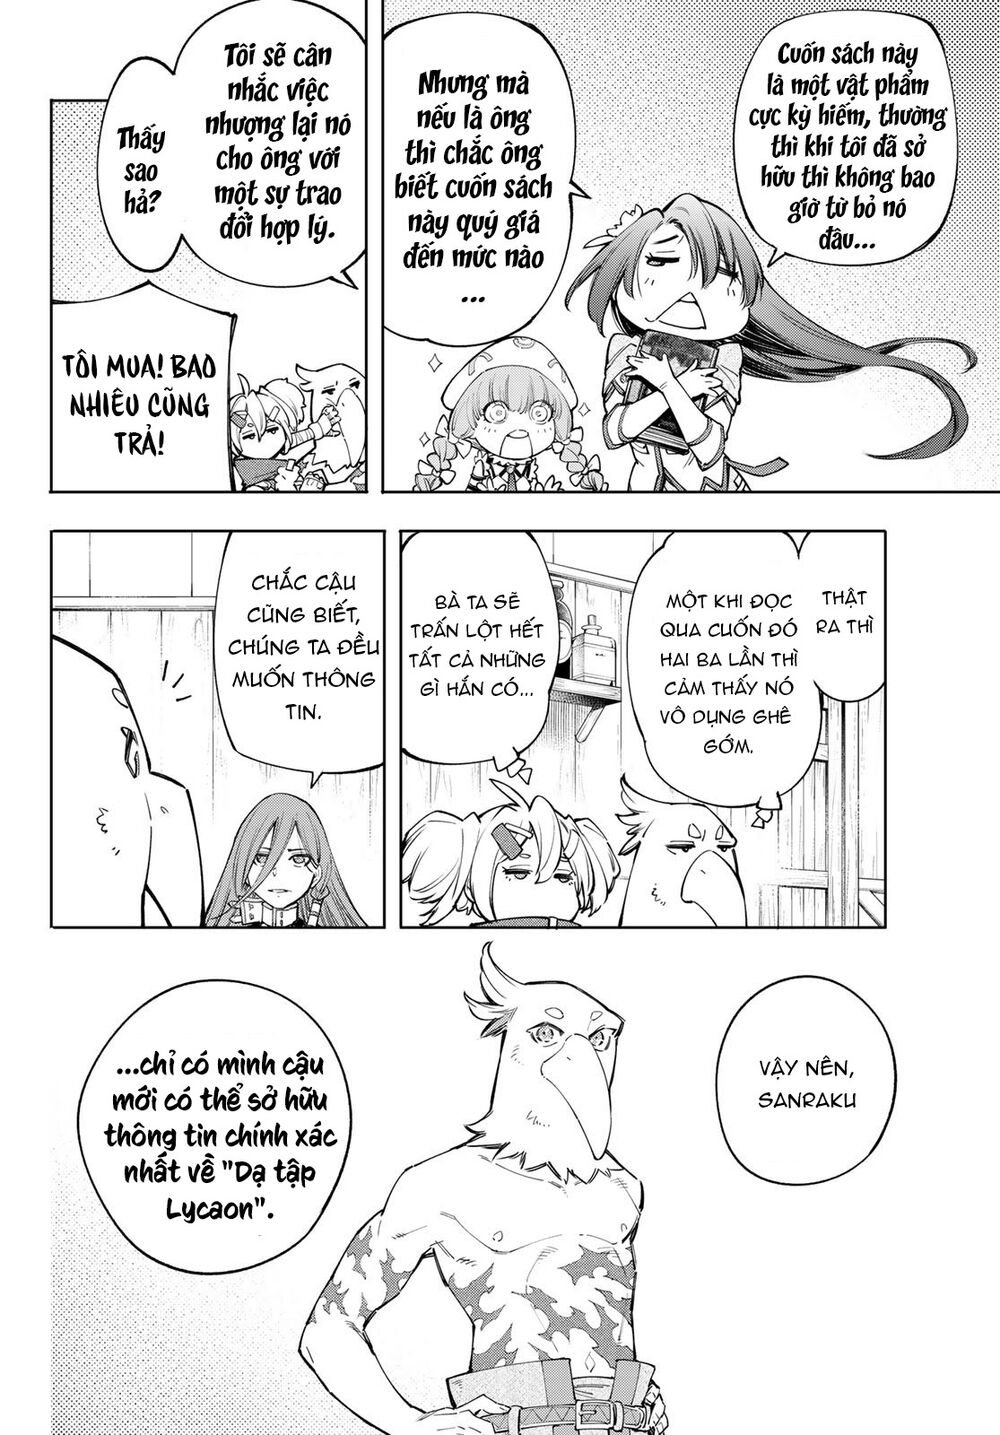 Cuốn sách này
là một vật phẩm
cực kỳ hiếm, thường
thì khi tôi đã sở
hữu thì không bao
giờ từ bỏ nó
đâu...
Nhưng mà
nếu là ông
thì chắc ông
biết cuốn sách
này quý giá
đến mức nào
...
Tôi sẽ cân
nhắc việc
nhượng lại nó
cho ông với
một sự trao
đổi hợp lý.
Thấy
sao
hả?
TÔI MUA! BAO
NHIÊU CŨNG
TRẢ!
THẬT
RA THÌ
MỘT KHI ĐỌC
QUA CUỐN ĐÓ
HAI BA LẦN THÌ
CẢM THẤY NÓ
VÔ DỤNG GHÊ
GỚM.
BÀ TA SẼ
TRẤN LỘT HẾT
TẤT CẢ NHỮNG
GÌ HẮN CÓ...
CHẮC CẬU
CŨNG BIẾT,
CHÚNG TA ĐỀU
MUỐN THÔNG
TIN.
VẬY NÊN,
SANRAKU
...chỉ có mình cậu
mới có thể sở hữu
thông tin chính xác
nhất về "Dạ tập
Lycaon".